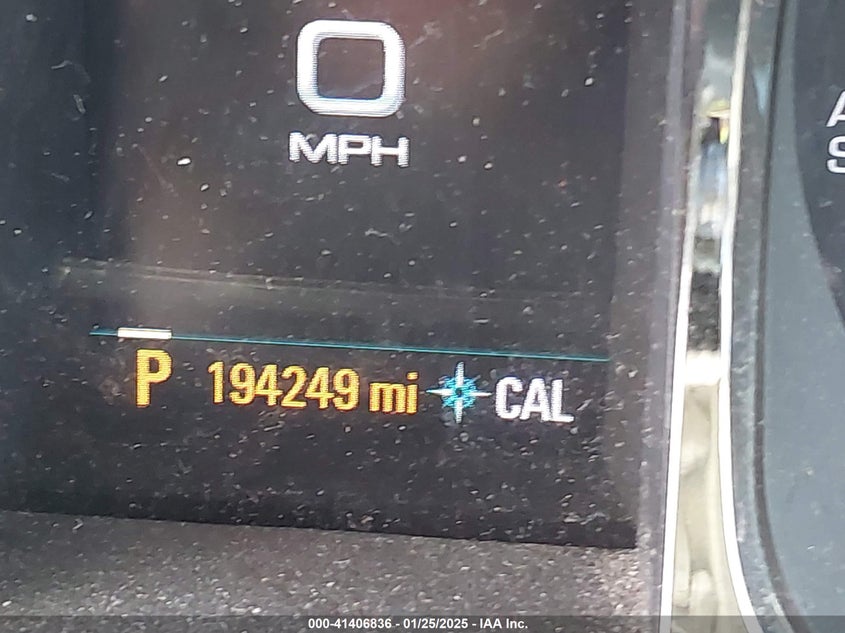 0
MPH
P 194249 mi CAL
A
S
000-41406836 - 01/25/2025 - IAA Inc.